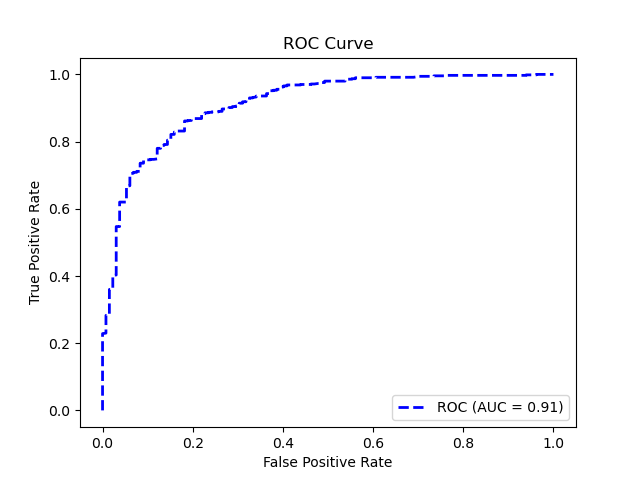 ROC Curve
1.0
0.8
0.6
0.4
0.2
0.0
True Positive Rate
0.0 0.2 0.4 0.6 0.8 1.0
False Positive Rate
ROC (AUC = 0.91)